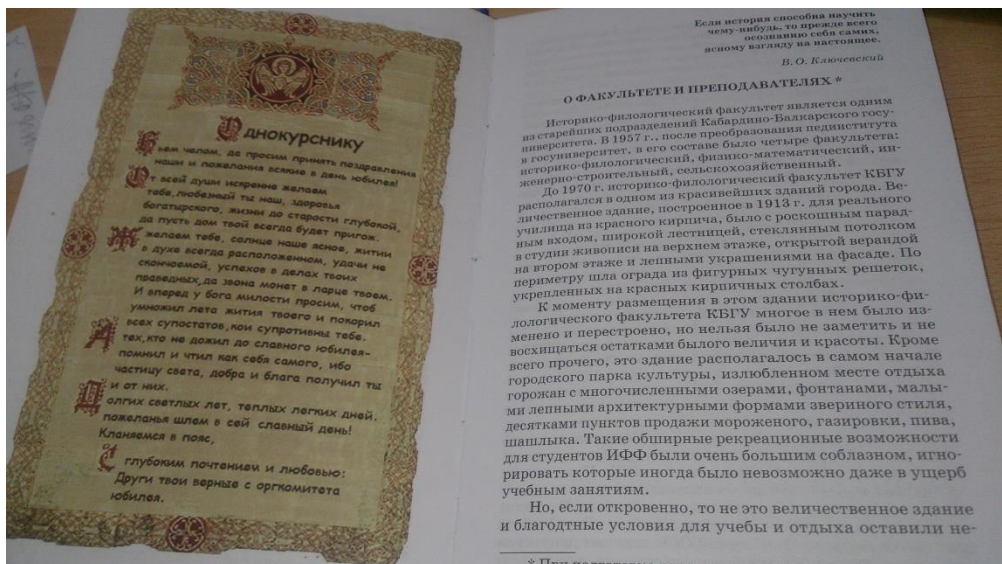 Однокурснику
Бьем челом, да просим принять поздравления
наши и пожелания всякие в день юбилея!
От всей души искренне желаем
тебе, любезный ты наш, здоровья
богатырского, жизни до старости глубокой,
да пусть дом твой всегда будет пригож.
Желаем тебе, солнце наше ясное, житии
в духе всегда расположенном, удачи не
сканчаемой, успехов в делах твоих
праведных, да звона монет в ларце твоем.
И вперед у бога милости просим, чтоб
умножил лета жития твоего и покорил
всех супостатов, кои супротивны тебе.
А тех, кто не дожил до славного юбилея-
помнил и чтил как себя самого, ибо
частицу света, добра и блага получил ты
и от них.
Долгих светлых лет, теплых легких дней,
пожеланья шлем в сей славный день!
Кланяемся в пояс,
С глубоким почтением и любовью:
Други твои верные с оргкомитета
юбилея.
Если история способна научить
чему-нибудь, то прежде всего
осознанию себя самих,
ясному взгляду на настоящее.
В. О. Ключевский
О ФАКУЛЬТЕТЕ И ПРЕПОДАВАТЕЛЯХ *
Историко-филологический факультет является одним
из старейших подразделений Кабардино-Балкарского госу-
ниверситета. В 1957 г., после преобразования пединститута
в госуниверситет, в его составе было четыре факультета:
историко-филологический, физико-математический, ин-
женерно-строительный, сельскохозяйственный.
До 1970 г. историко-филологический факультет КБГУ
располагался в одном из красивейших зданий города. Ве-
личественное здание, построенное в 1913 г. для реального
училища из красного кирпича, было с роскошным парад-
ным входом, широкой лестницей, стеклянным потолком
в студии живописи на верхнем этаже, открытой верандой
на втором этаже и лепными украшениями на фасаде. По
периметру шла ограда из фигурных чугунных решеток,
укрепленных на красных кирпичных столбах.
К моменту размещения в этом здании историко-фи-
лологического факультета КБГУ многое в нем было из-
менено и перестроено, но нельзя было не заметить и не
восхищаться остатками былого величия и красоты. Кроме
всего прочего, это здание располагалось в самом начале
городского парка культуры, излюбленном месте отдыха
горожан с многочисленными озерами, фонтанами, малы-
ми лепными архитектурными формами звериного стиля,
десятками пунктов продажи мороженого, газировки, пива,
шашлыка. Такие обширные рекреационные возможности
для студентов ИФФ были очень большим соблазном, игно-
рировать которые иногда было невозможно даже в ущерб
учебным занятиям.
Но, если откровенно, то не это величественное здание
и благодтные условия для учебы и отдыха оставили не-